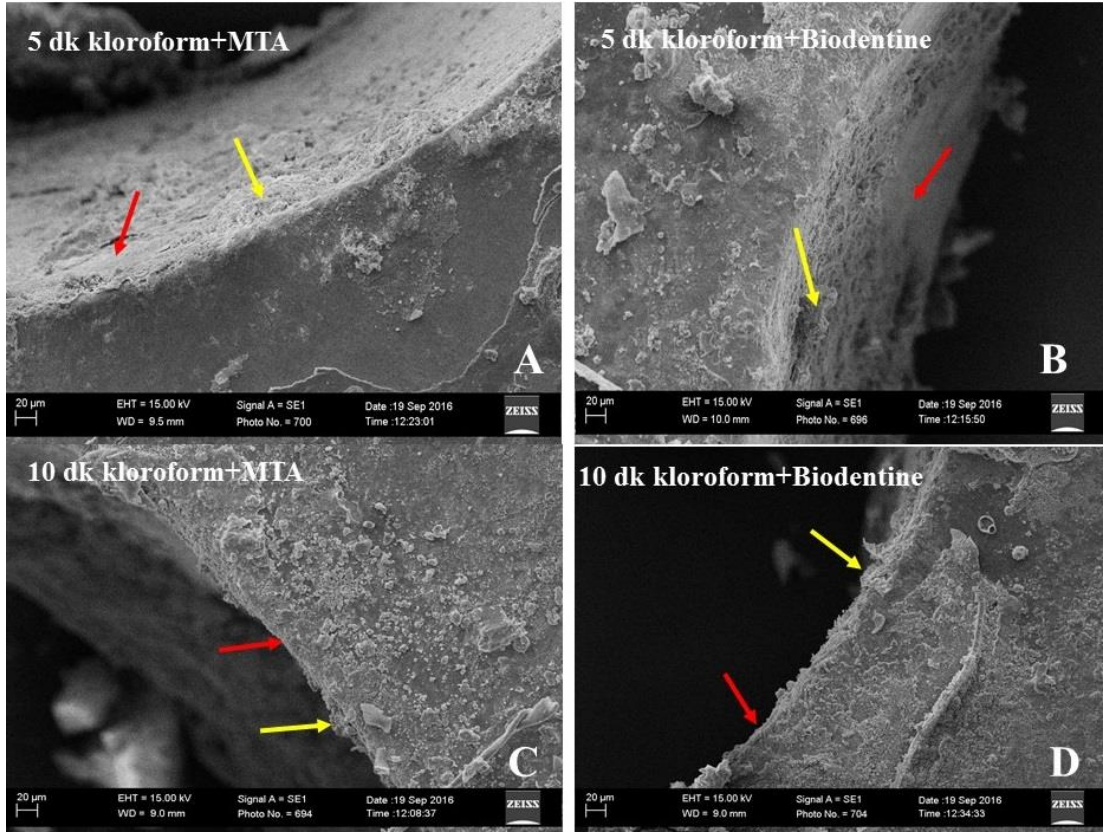 5 dk kloroform+MTA
A
20 µm
EHT = 15.00 kV
WD = 9.5 mm
Signal A = SE1
Photo No. = 700
Date :19 Sep 2016
Time :12:23:01
ZEISS
5 dk kloroform+Biodentine
B
20 µm
EHT = 15.00 kV
WD = 10.0 mm
Signal A = SE1
Photo No. = 696
Date :19 Sep 2016
Time :12:15:50
ZEISS
10 dk kloroform+MTA
C
20 µm
EHT = 15.00 kV
WD = 9.0 mm
Signal A = SE1
Photo No. = 694
Date :19 Sep 2016
Time :12:08:37
ZEISS
10 dk kloroform+Biodentine
D
20 µm
EHT = 15.00 kV
WD = 9.0 mm
Signal A = SE1
Photo No. = 704
Date :19 Sep 2016
Time :12:34:33
ZEISS